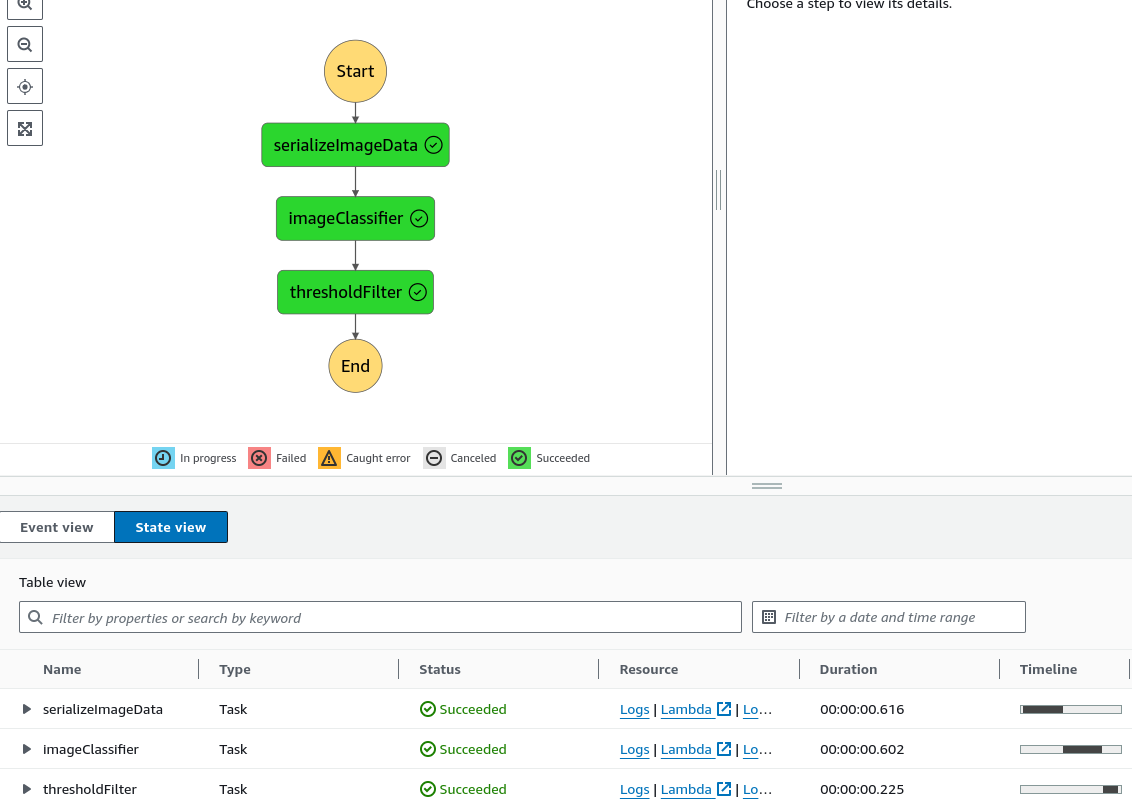 Choose a step to view its details.
Start
serializeImageData
imageClassifier
thresholdFilter
End
In progress Failed Caught error Canceled Succeeded
Event view State view
Table view
Filter by properties or search by keyword Filter by a date and time range
Name Type Status Resource Duration Timeline
serializeImageData Task Succeeded Logs | Lambda | Lo... 00:00:00.616
imageClassifier Task Succeeded Logs | Lambda | Lo... 00:00:00.602
thresholdFilter Task Succeeded Logs | Lambda | Lo... 00:00:00.225